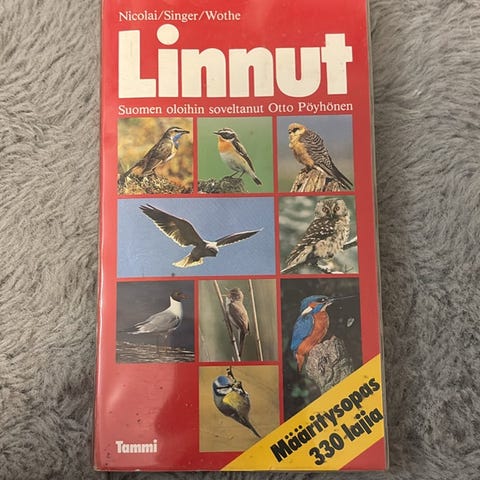 Nicolai/Singer/Wothe
Linnut
Suomen oloihin soveltanut Otto Pöyhönen
Määritysopas
330-lajia
Tammi